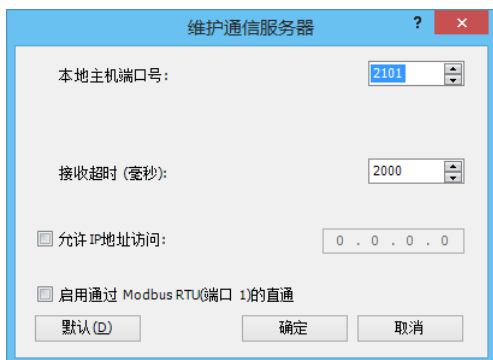 维护通信服务器 ? ×
本地主机端口号: 2101
接收超时 (毫秒): 2000
允许 IP地址访问: 0 . 0 . 0 . 0
启用通过 Modbus RTU(端口 1)的直通
默认(D) 确定 取消